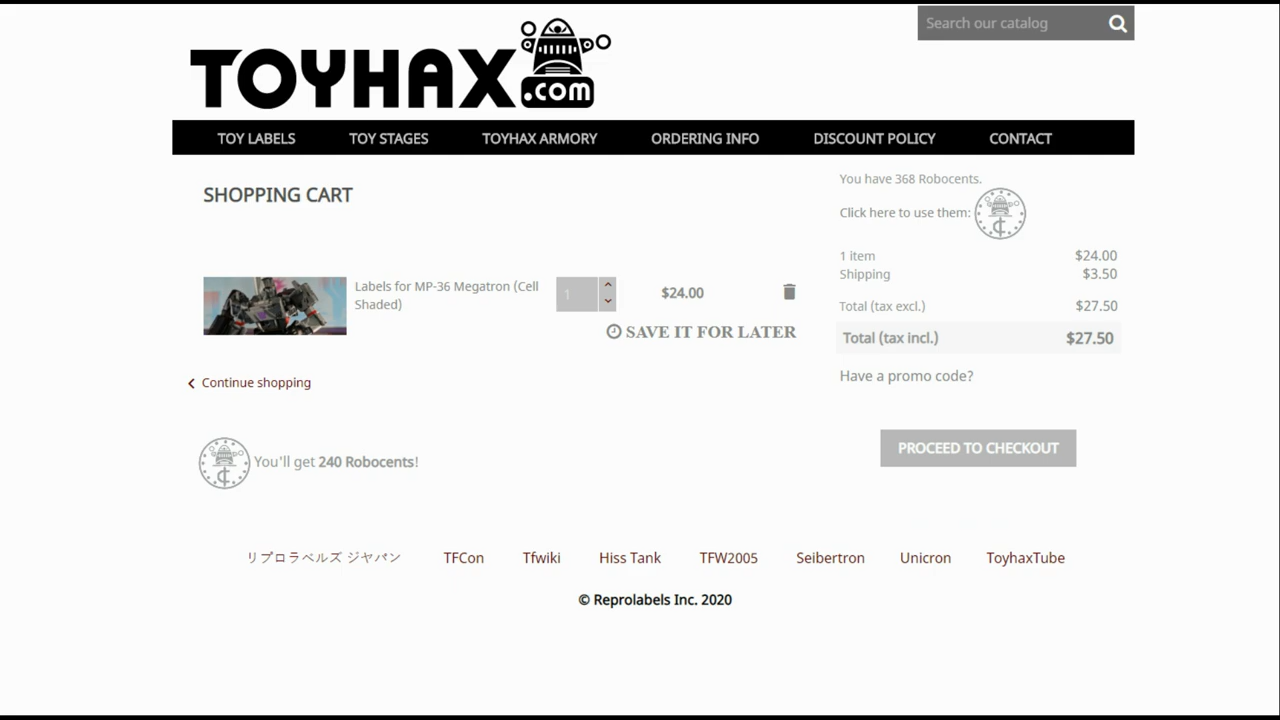 Search our catalog
TOYHAX
.com
TOY LABELS TOY STAGES TOYHAX ARMORY ORDERING INFO DISCOUNT POLICY CONTACT
SHOPPING CART
You have 368 Robocents.
Click here to use them:
1 item $24.00
Shipping $3.50
Total (tax excl.) $27.50
Total (tax incl.) $27.50
Have a promo code?
PROCEED TO CHECKOUT
Labels for MP-36 Megatron (Cell
Shaded)
1
$24.00
SAVE IT FOR LATER
Continue shopping
You'll get 240 Robocents!
リプロラベルズ ジャパン TFCon Tfwiki Hiss Tank TFW2005 Seibertron Unicron ToyhaxTube
© Reprolabels Inc. 2020